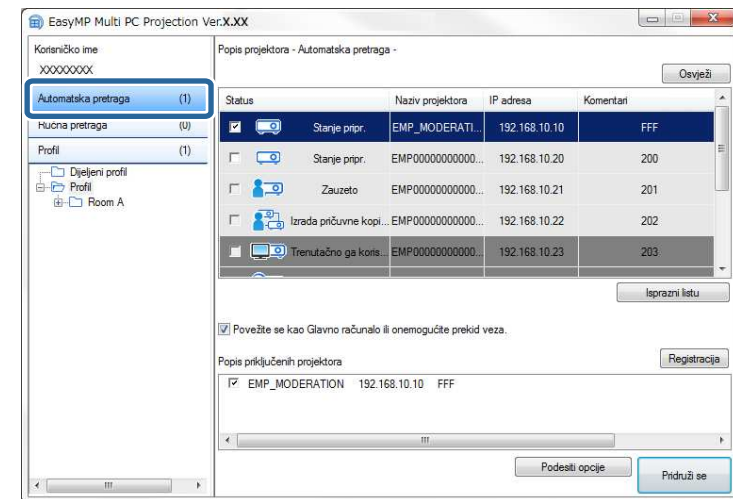 EasyMP Multi PC Projection Ver.X.XX
Korisničko ime
XXXXXXXX
Automatska pretraga (1)
Ručna pretraga (0)
Profil (1)
Dijeljeni profil
Profil
Room A
Popis projektora - Automatska pretraga -
Osvježi
Status Naziv projektora IP adresa Komentari
Stanje pripr. EMP_MODERATI... 192.168.10.10 FFF
Stanje pripr. EMP00000000000... 192.168.10.20 200
Zauzeto EMP00000000000... 192.168.10.21 201
Izrada pričuvne kopi... EMP00000000000... 192.168.10.22 202
Trenutačno ga koris... EMP00000000000... 192.168.10.23 203
Isprazni listu
Povežite se kao Glavno računalo ili onemogućite prekid veza.
Popis priključenih projektora
Registracija
EMP_MODERATION 192.168.10.10 FFF
Podesiti opcije
Pridruži se